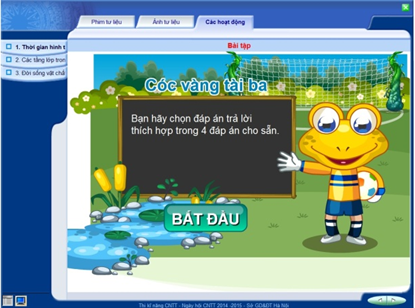 Phim tư liệu
Ảnh tư liệu
Các hoạt động
Bài tập
1. Thời gian hình t
2. Các tầng lớp tron
3. Đời sống vật chấ
Cóc vàng tài ba
Bạn hãy chọn đáp án trả lời
thích hợp trong 4 đáp án cho sẵn.
BẮT ĐẦU
Thi kĩ năng CNTT - Ngày hội CNTT 2014 -2015 - Sở GD&ĐT Hà Nội